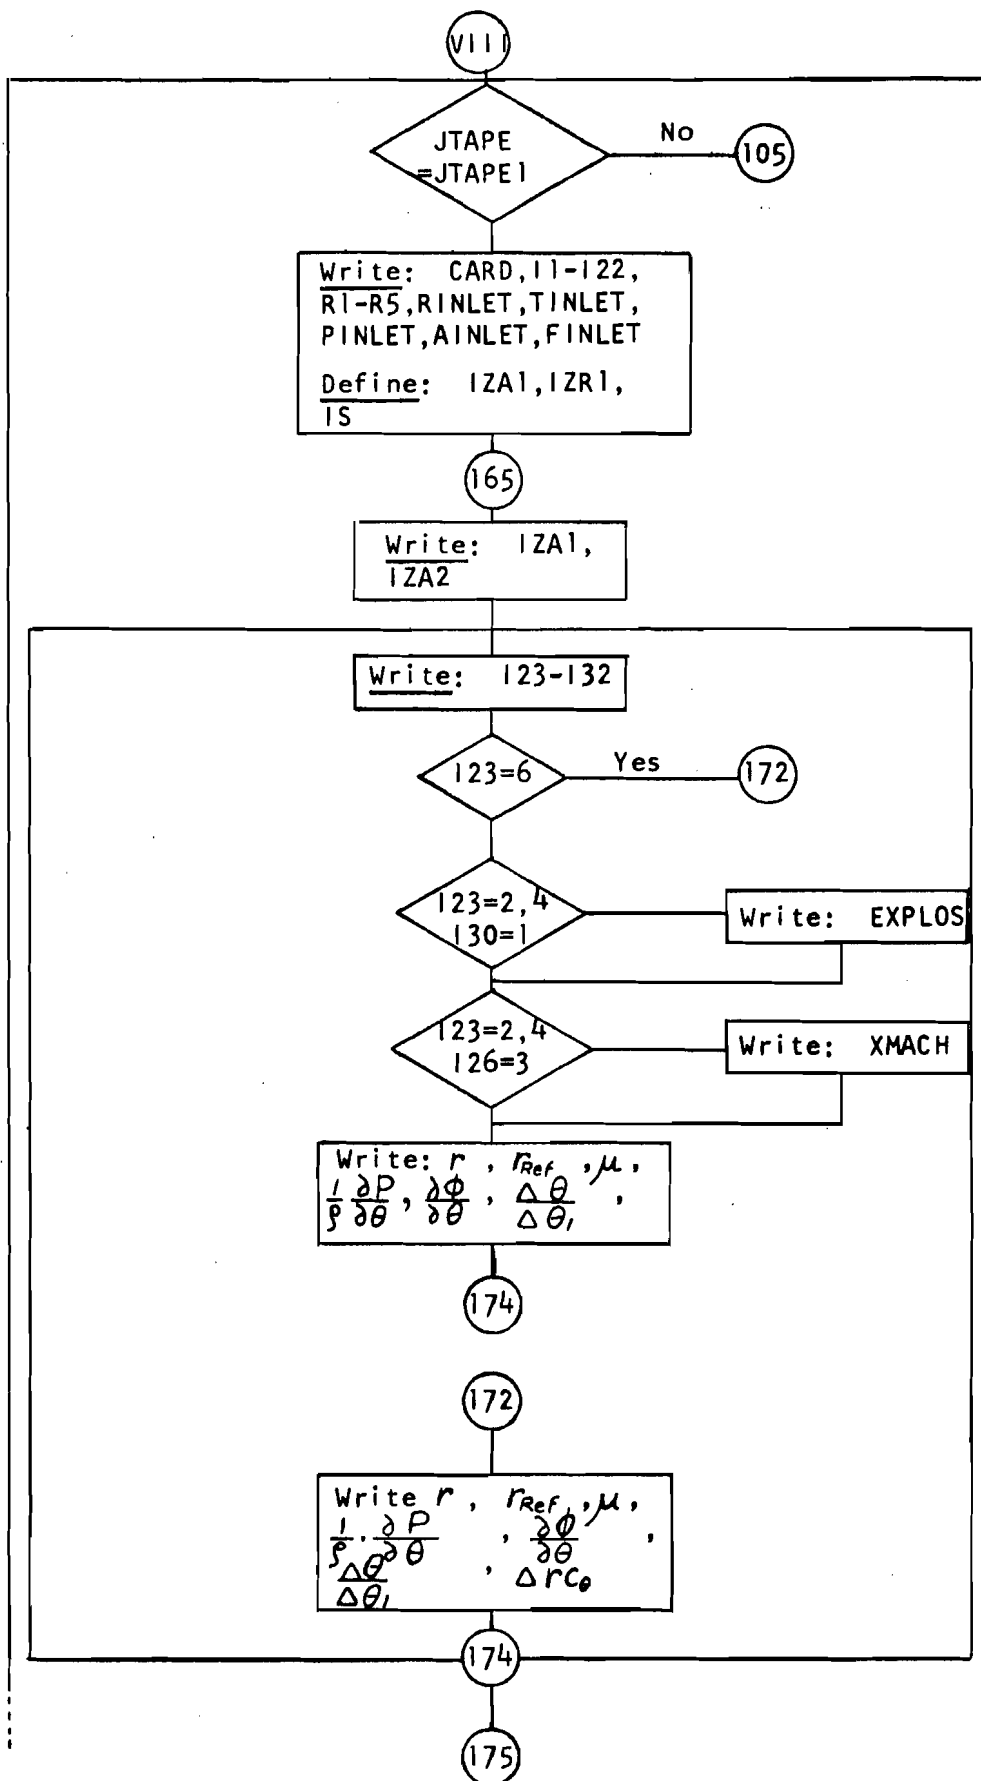 VIII
JTAPE
=JTAPE1
No
105
Write: CARD, I1-I22,
R1-R5, RINLET, TINLET,
PINLET, AINLET, FINLET
Define: IZA1, IZR1,
IS
165
Write: IZA1,
IZA2
Write: I23-I32
I23=6
Yes
172
I23=2,4
I30=1
Write: EXPLOS
I23=2,4
I26=3
Write: XMACH
Write: r , r_Ref , μ ,
1/ρ ∂P/∂θ , ∂φ/∂θ , Δθ/Δθ₁ ,
174
172
Write r , r_Ref , μ ,
1/ρ · ∂P/∂θ , ∂φ/∂θ ,
Δθ/Δθ₁ , Δrc_θ
174
175